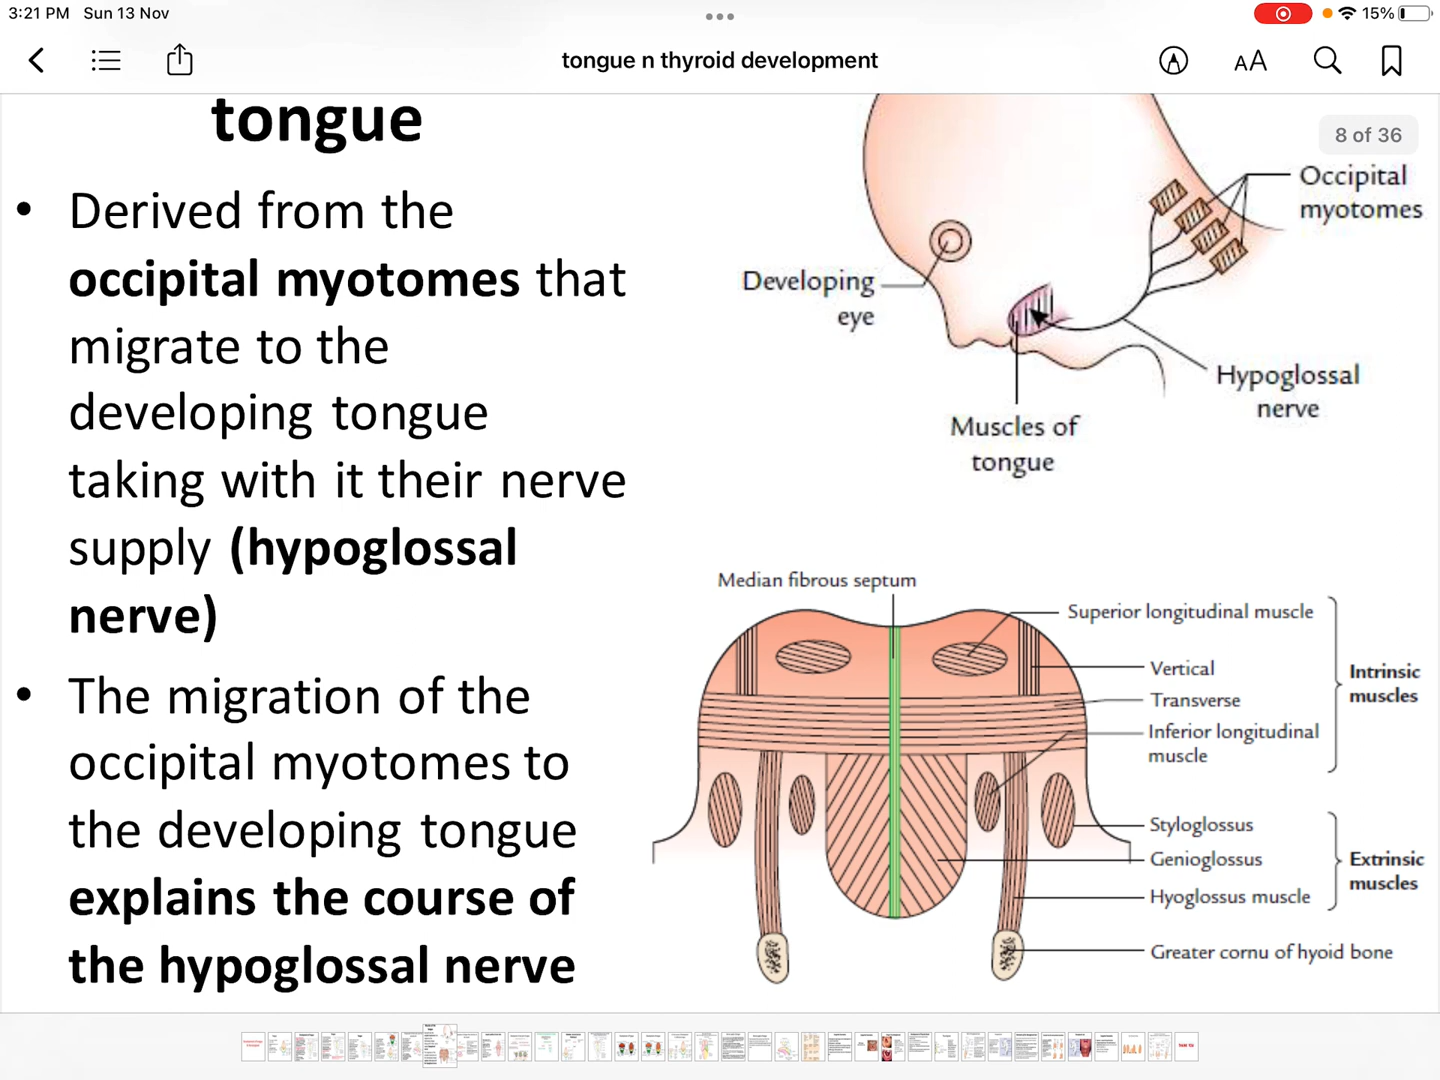 3:21 PM Sun 13 Nov
15%
tongue n thyroid development
AA
8 of 36
tongue
• Derived from the
occipital myotomes that
migrate to the
developing tongue
taking with it their nerve
supply (hypoglossal
nerve)
• The migration of the
occipital myotomes to
the developing tongue
explains the course of
the hypoglossal nerve
Occipital
myotomes
Developing
eye
Hypoglossal
nerve
Muscles of
tongue
Median fibrous septum
Superior longitudinal muscle
Vertical
Transverse
Inferior longitudinal
muscle
Intrinsic
muscles
Styloglossus
Genioglossus
Hyoglossus muscle
Extrinsic
muscles
Greater cornu of hyoid bone